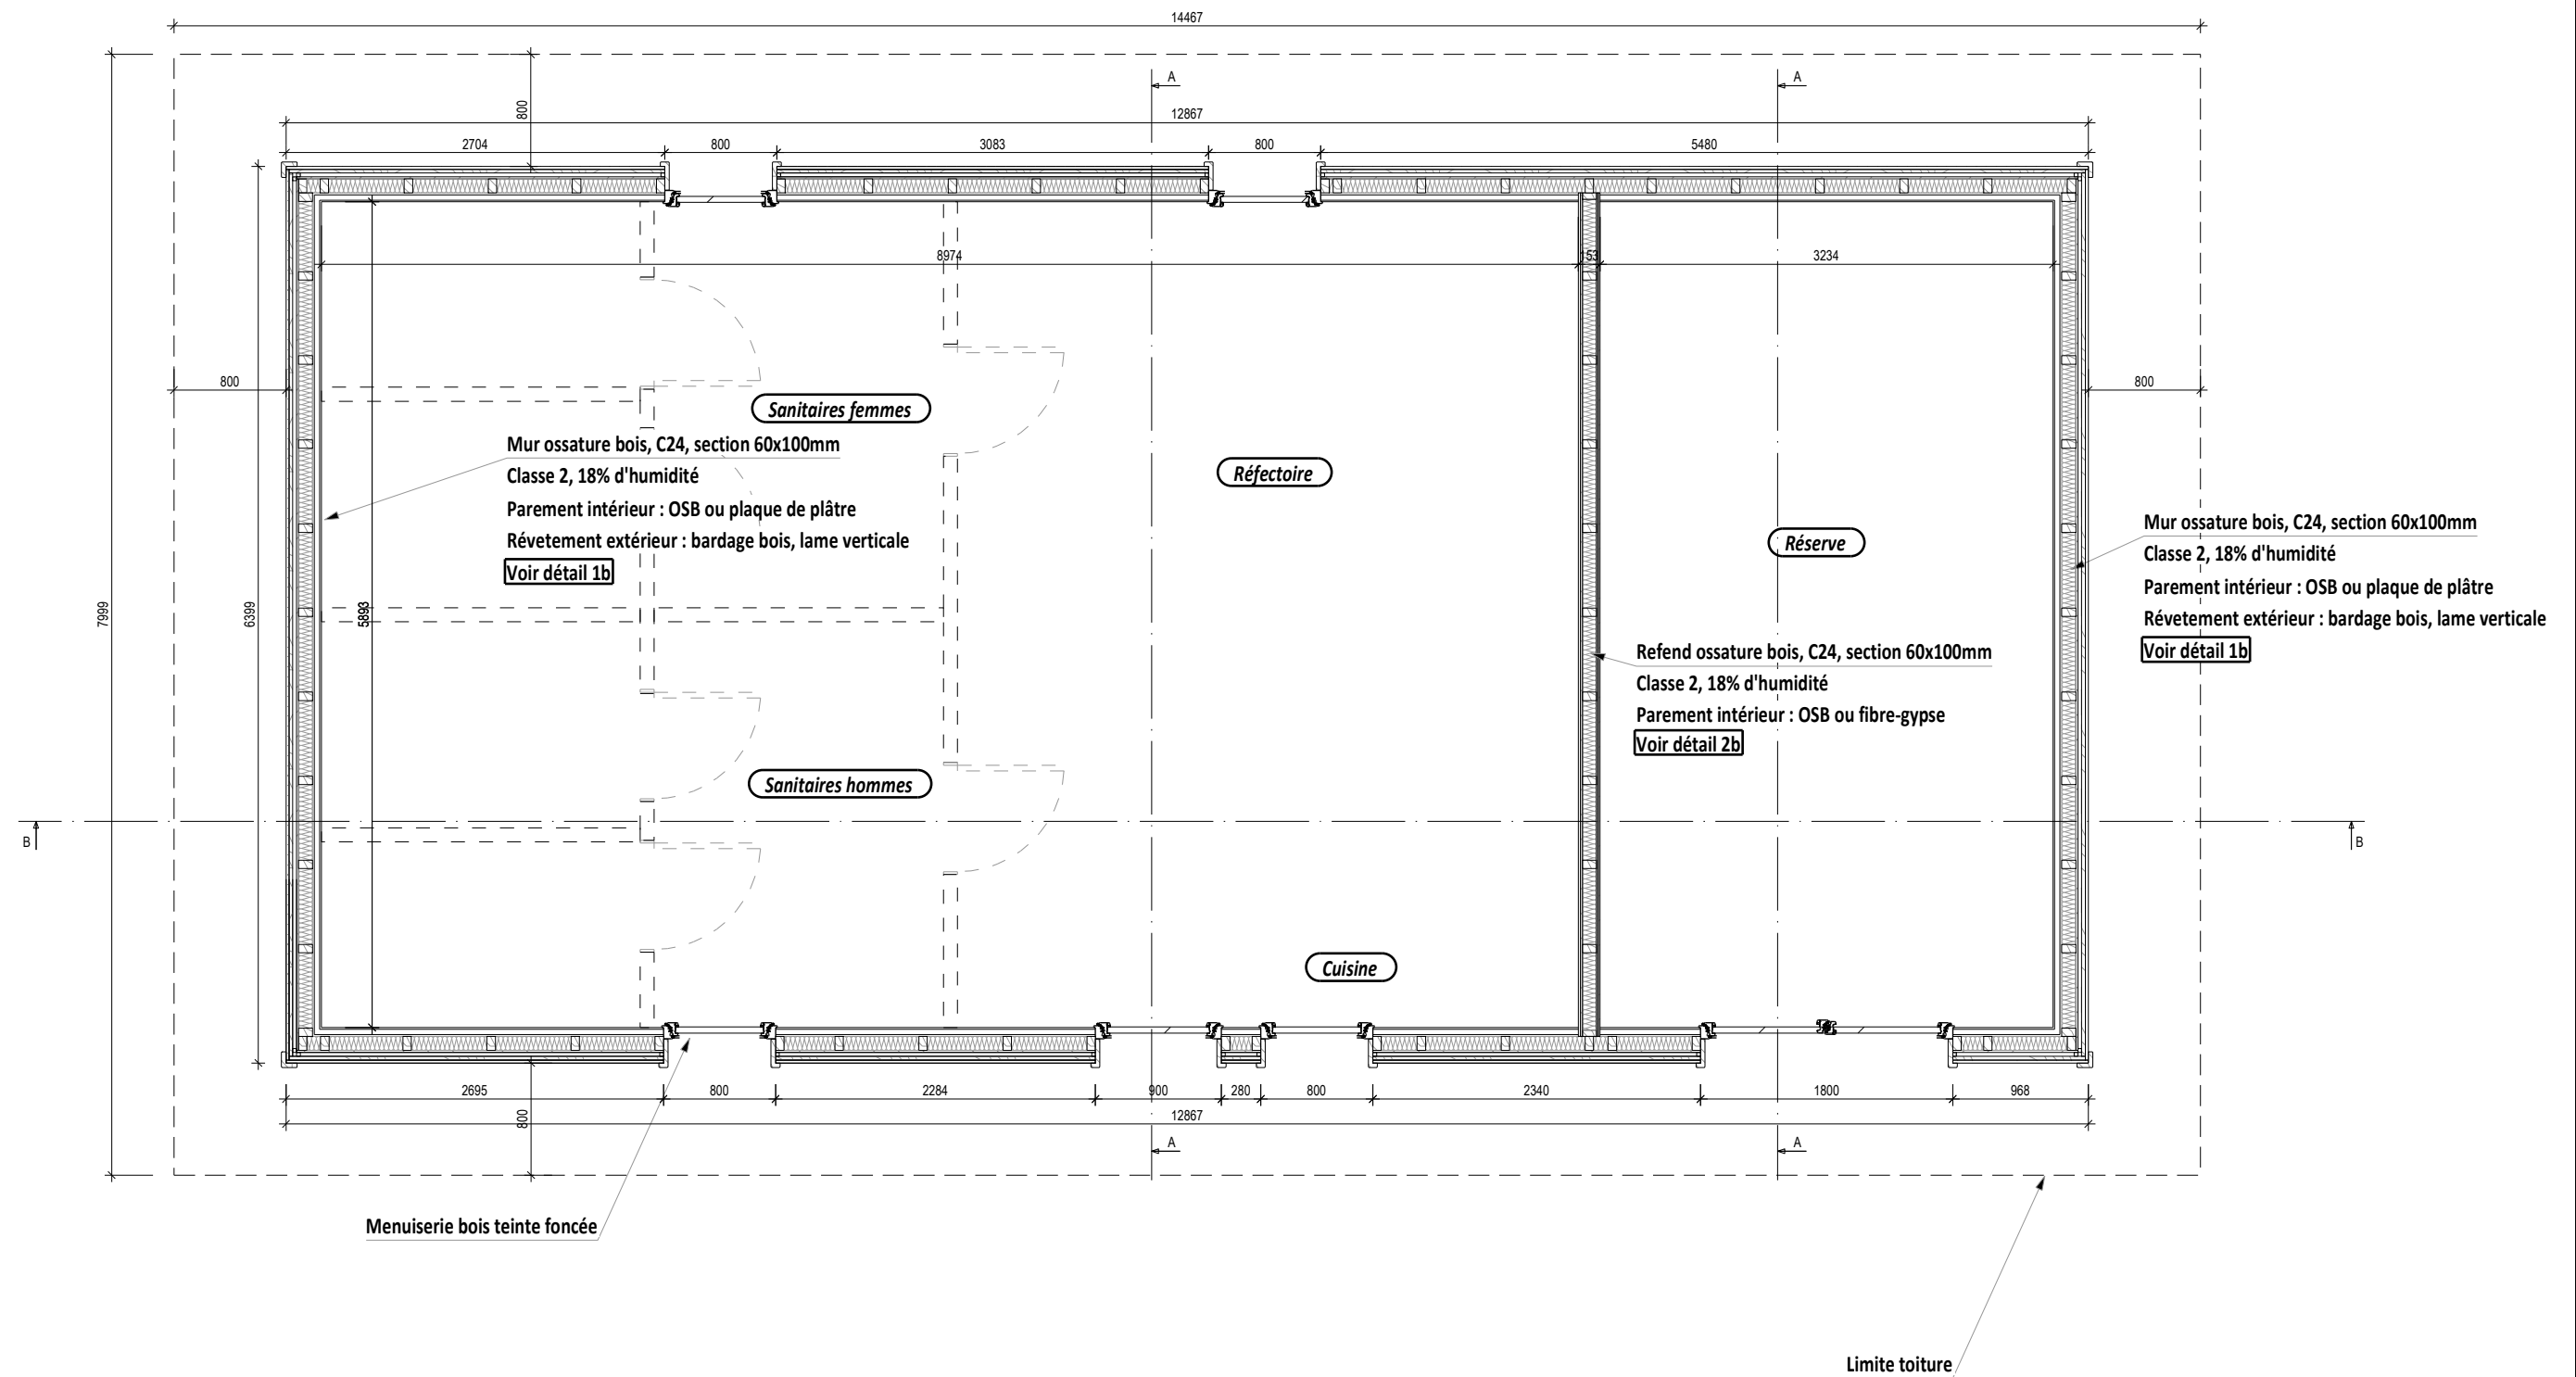 14467
A
A
12867
800
2704
800
3083
800
5480
8974
153
3234
800
800
Sanitaires femmes
Mur ossature bois, C24, section 60x100mm
Classe 2, 18% d'humidité
Parement intérieur : OSB ou plaque de plâtre
Révetement extérieur : bardage bois, lame verticale
Voir détail 1b
Réfectoire
Réserve
Mur ossature bois, C24, section 60x100mm
Classe 2, 18% d'humidité
Parement intérieur : OSB ou plaque de plâtre
Révetement extérieur : bardage bois, lame verticale
Voir détail 1b
7999
6399
Refend ossature bois, C24, section 60x100mm
Classe 2, 18% d'humidité
Parement intérieur : OSB ou fibre-gypse
Voir détail 2b
Sanitaires hommes
B
B
Cuisine
2695
800
2284
900
280
800
2340
1800
968
800
12867
A
A
Menuiserie bois teinte foncée
Limite toiture